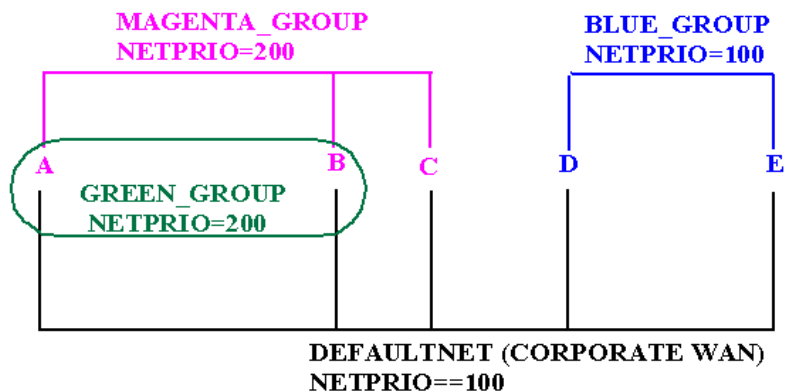 MAGENTA_GROUP
NETPRIO=200
BLUE_GROUP
NETPRIO=100
A
B
C
D
E
GREEN_GROUP
NETPRIO=200
DEFAULTNET (CORPORATE WAN)
NETPRIO==100